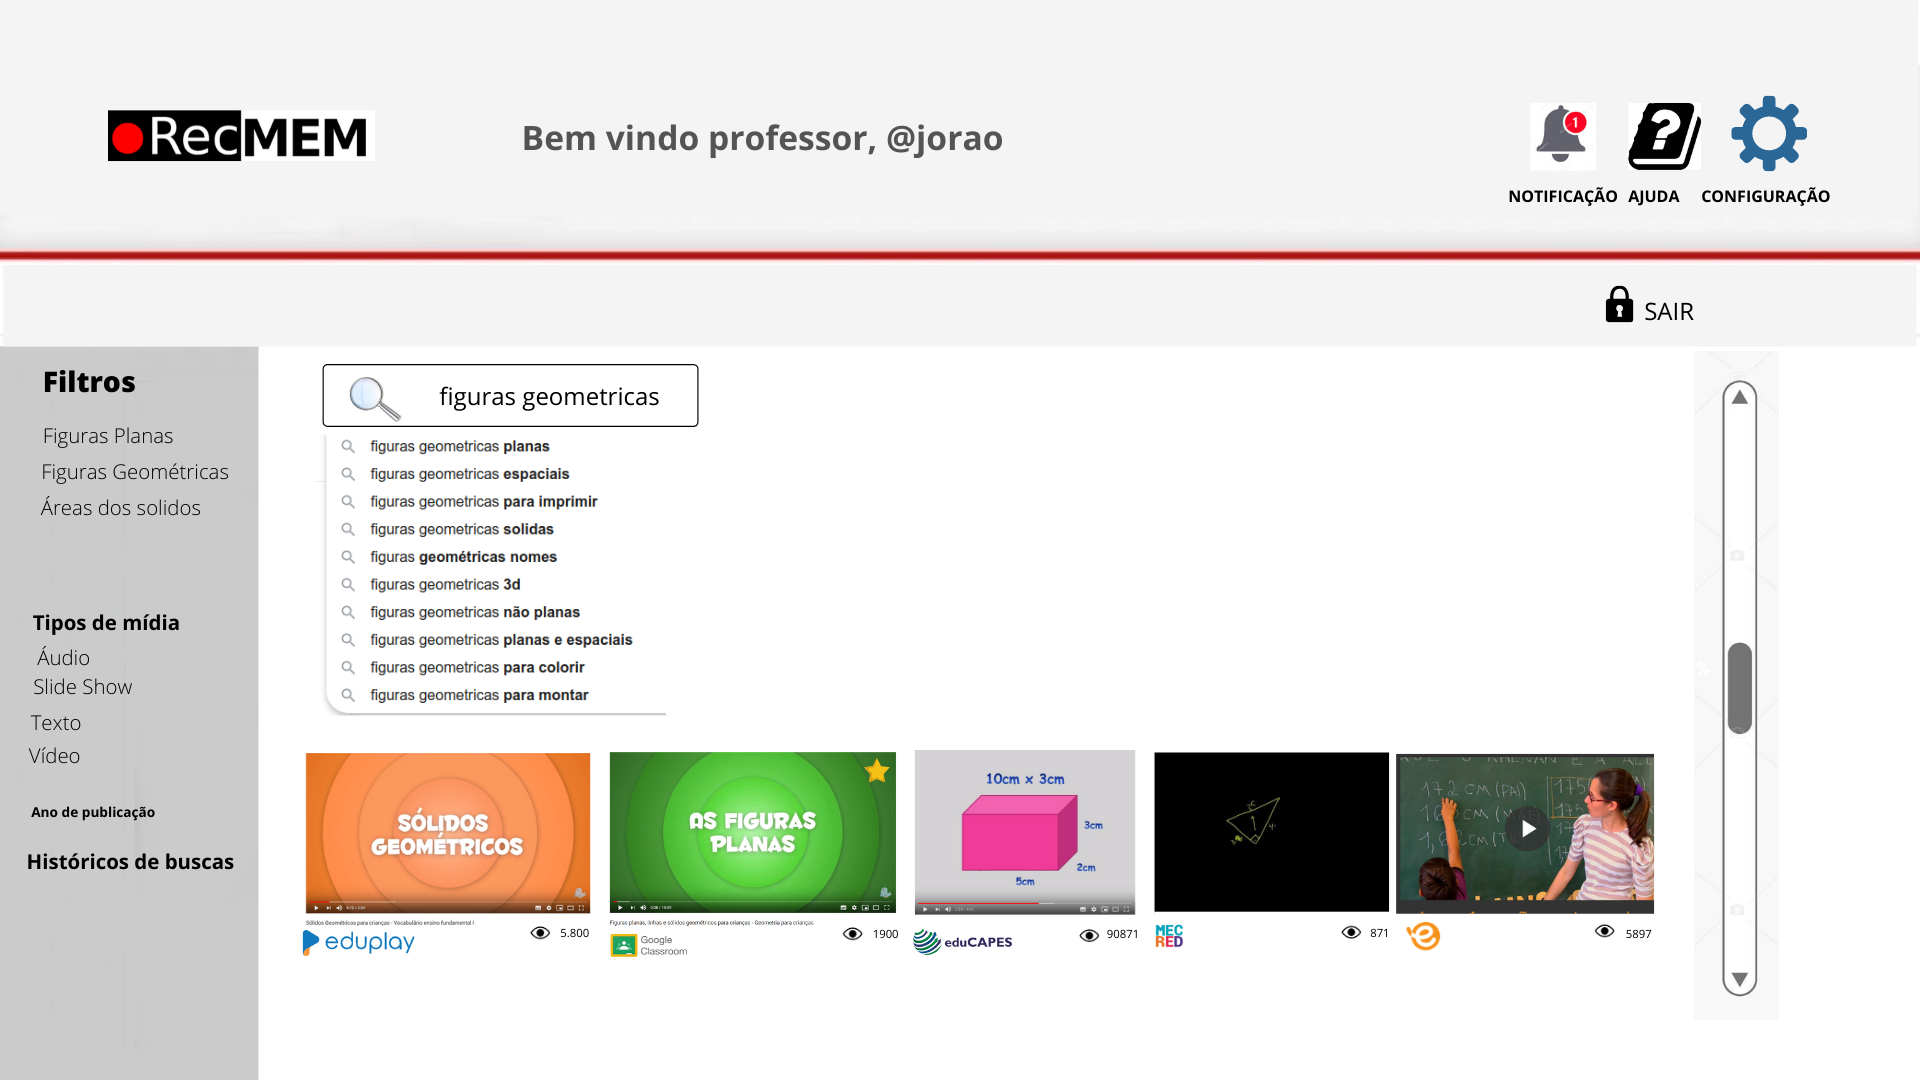 RecMEM
Bem vindo professor, @jorao
1
NOTIFICAÇÃO AJUDA CONFIGURAÇÃO
SAIR
Filtros
Figuras Planas
Figuras Geométricas
Áreas dos solidos
Tipos de mídia
Áudio
Slide Show
Texto
Vídeo
Ano de publicação
Históricos de buscas
figuras geometricas
figuras geometricas planas
figuras geometricas espaciais
figuras geometricas para imprimir
figuras geometricas solidas
figuras geométricas nomes
figuras geometricas 3d
figuras geometricas não planas
figuras geometricas planas e espaciais
figuras geometricas para colorir
figuras geometricas para montar
SÓLIDOS
GEOMÉTRICOS
Sólidos Geométricos para crianças - Vocabulário ensino fundamental I
eduplay
5.800
AS FIGURAS
PLANAS
Figuras planas, linhas e sólidos geométricos para crianças - Geometria para crianças
Google
Classroom
1900
10cm x 3cm
3cm
2cm
5cm
eduCAPES
90871
MEC
RED
871
172 CM (PAI)
5897